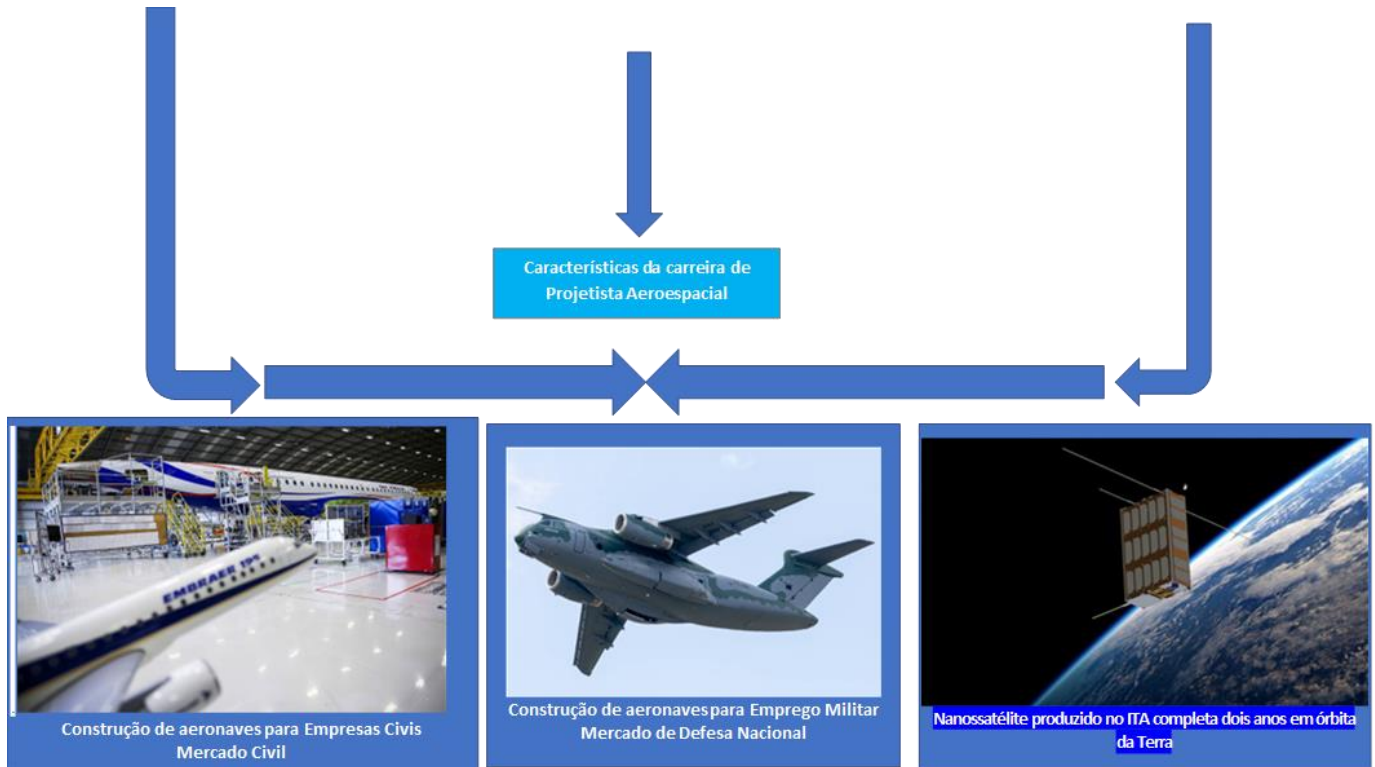 Características da carreira de
Projetista Aeroespacial
EMBRAER 195
Construção de aeronaves para Empresas Civis
Mercado Civil
Construção de aeronaves para Emprego Militar
Mercado de Defesa Nacional
Nanossatélite produzido no ITA completa dois anos em órbita
da Terra